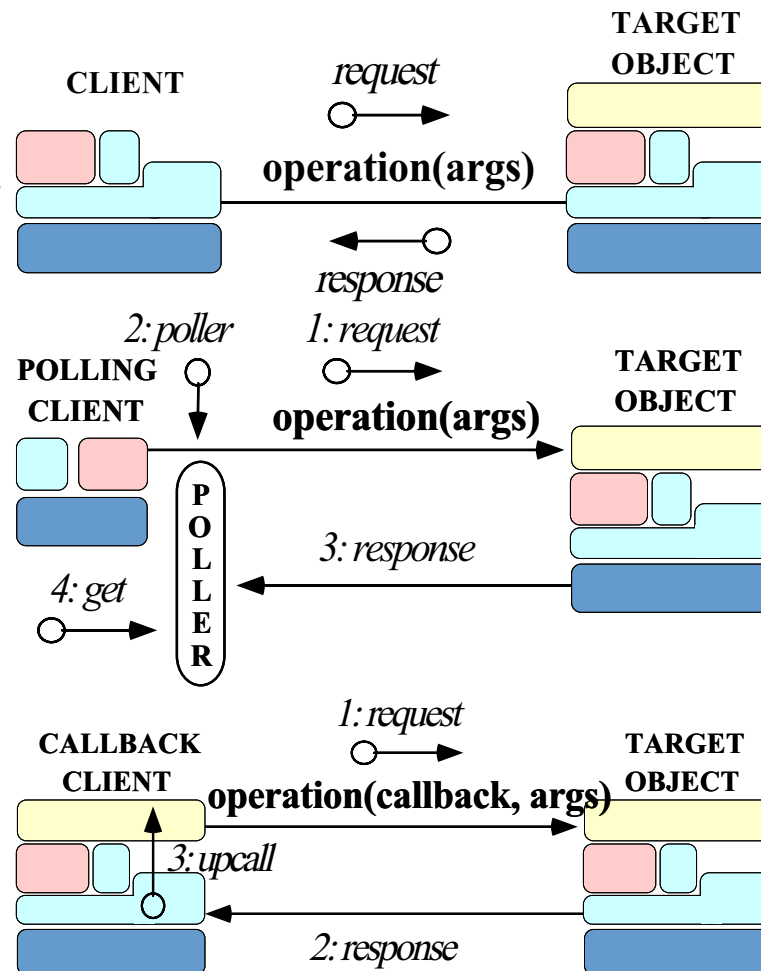 TARGET
OBJECT
CLIENT
request
operation(args)
response
2: poller
1: request
POLLING
CLIENT
TARGET
OBJECT
operation(args)
POLLER
3: response
4: get
1: request
CALLBACK
CLIENT
TARGET
OBJECT
operation(callback, args)
3: upcall
2: response